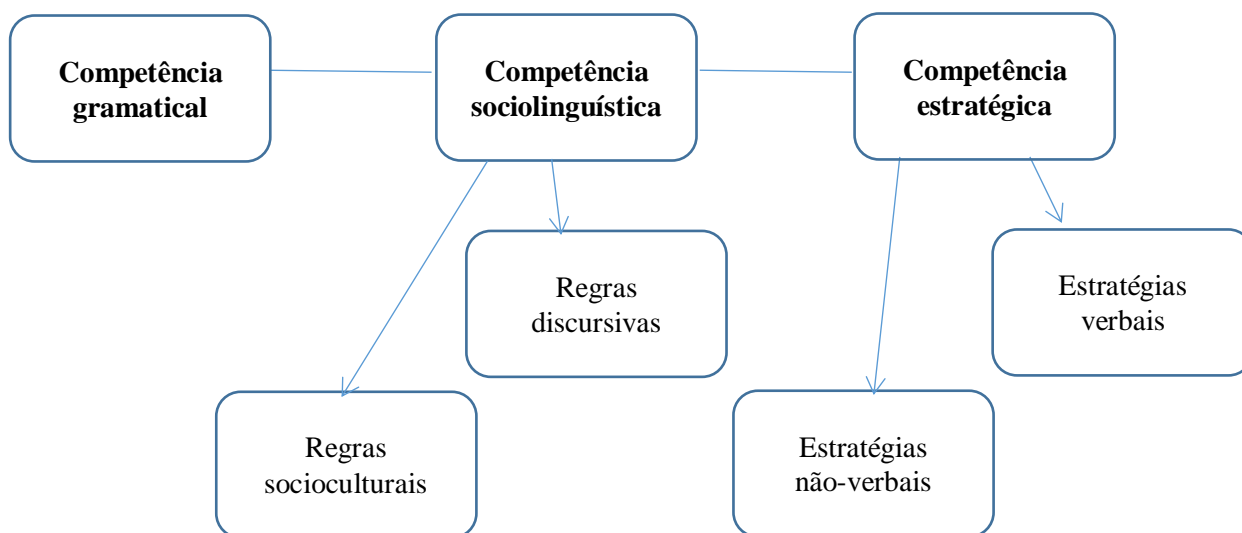 Competência
gramatical
Competência
sociolinguística
Competência
estratégica
Regras
discursivas
Estratégias
verbais
Regras
socioculturais
Estratégias
não-verbais